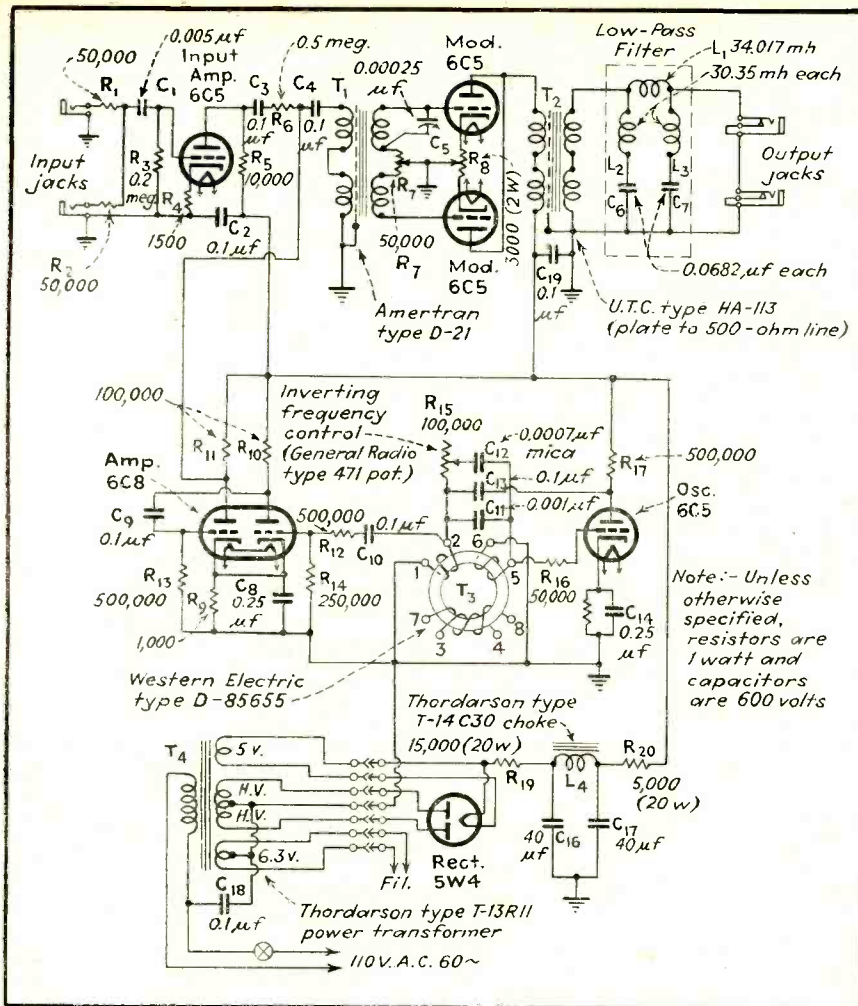 50,000
R1
0.005 µf
C1
Input
Amp.
6C5
C3
0.1
µf
0.5 meg.
R6
C4
0.1
µf
T1
0.00025
µf
C5
Mod.
6C5
T2
Low-Pass
Filter
L1 34.017 mh
30.35 mh each
Input
jacks
R3
0.2
meg.
R4
1500
R5
10,000
C2
0.1 µf
R2
50,000
R7
50,000
R7
R8
3000 (2w)
Mod.
6C5
L2
L3
C6
C7
Output
jacks
C19
0.1
µf
0.0682 µf each
Amertran
type D-21
U.T.C. type HA-113
(plate to 500-ohm line)
100,000
R11
R10
Inverting
frequency
control
(General Radio
type 471 pot.)
R15
100,000
C12
0.0007 µf
mica
C13
0.1 µf
C11
0.001 µf
R17
500,000
Osc.
6C5
Amp.
6C8
C9
0.1 µf
500,000
R12
C10
0.1 µf
2
6
1
5
T3
7
8
3
4
R13
500,000
R9
1,000
C8
0.25
µf
R14
250,000
R16
50,000
C14
0.25
µf
Note:- Unless
otherwise
specified,
resistors are
1 watt and
capacitors
are 600 volts
Western Electric
type D-85655
Thordarson type
T-14C30 choke
15,000 (20w)
R19
L4
R20
5,000
(20w)
T4
5 v.
H.V.
H.V.
6.3 v.
Fil.
Rect.
5W4
40
µf
C16
C17
40 µf
C18
0.1 µf
Thordarson type T-13R11
power transformer
110 V. A.C. 60~